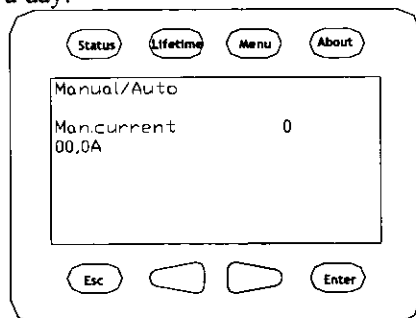 a day.
Status Lifetime Menu About
Manual/Auto
Man.current 0
00,0A
Esc Enter